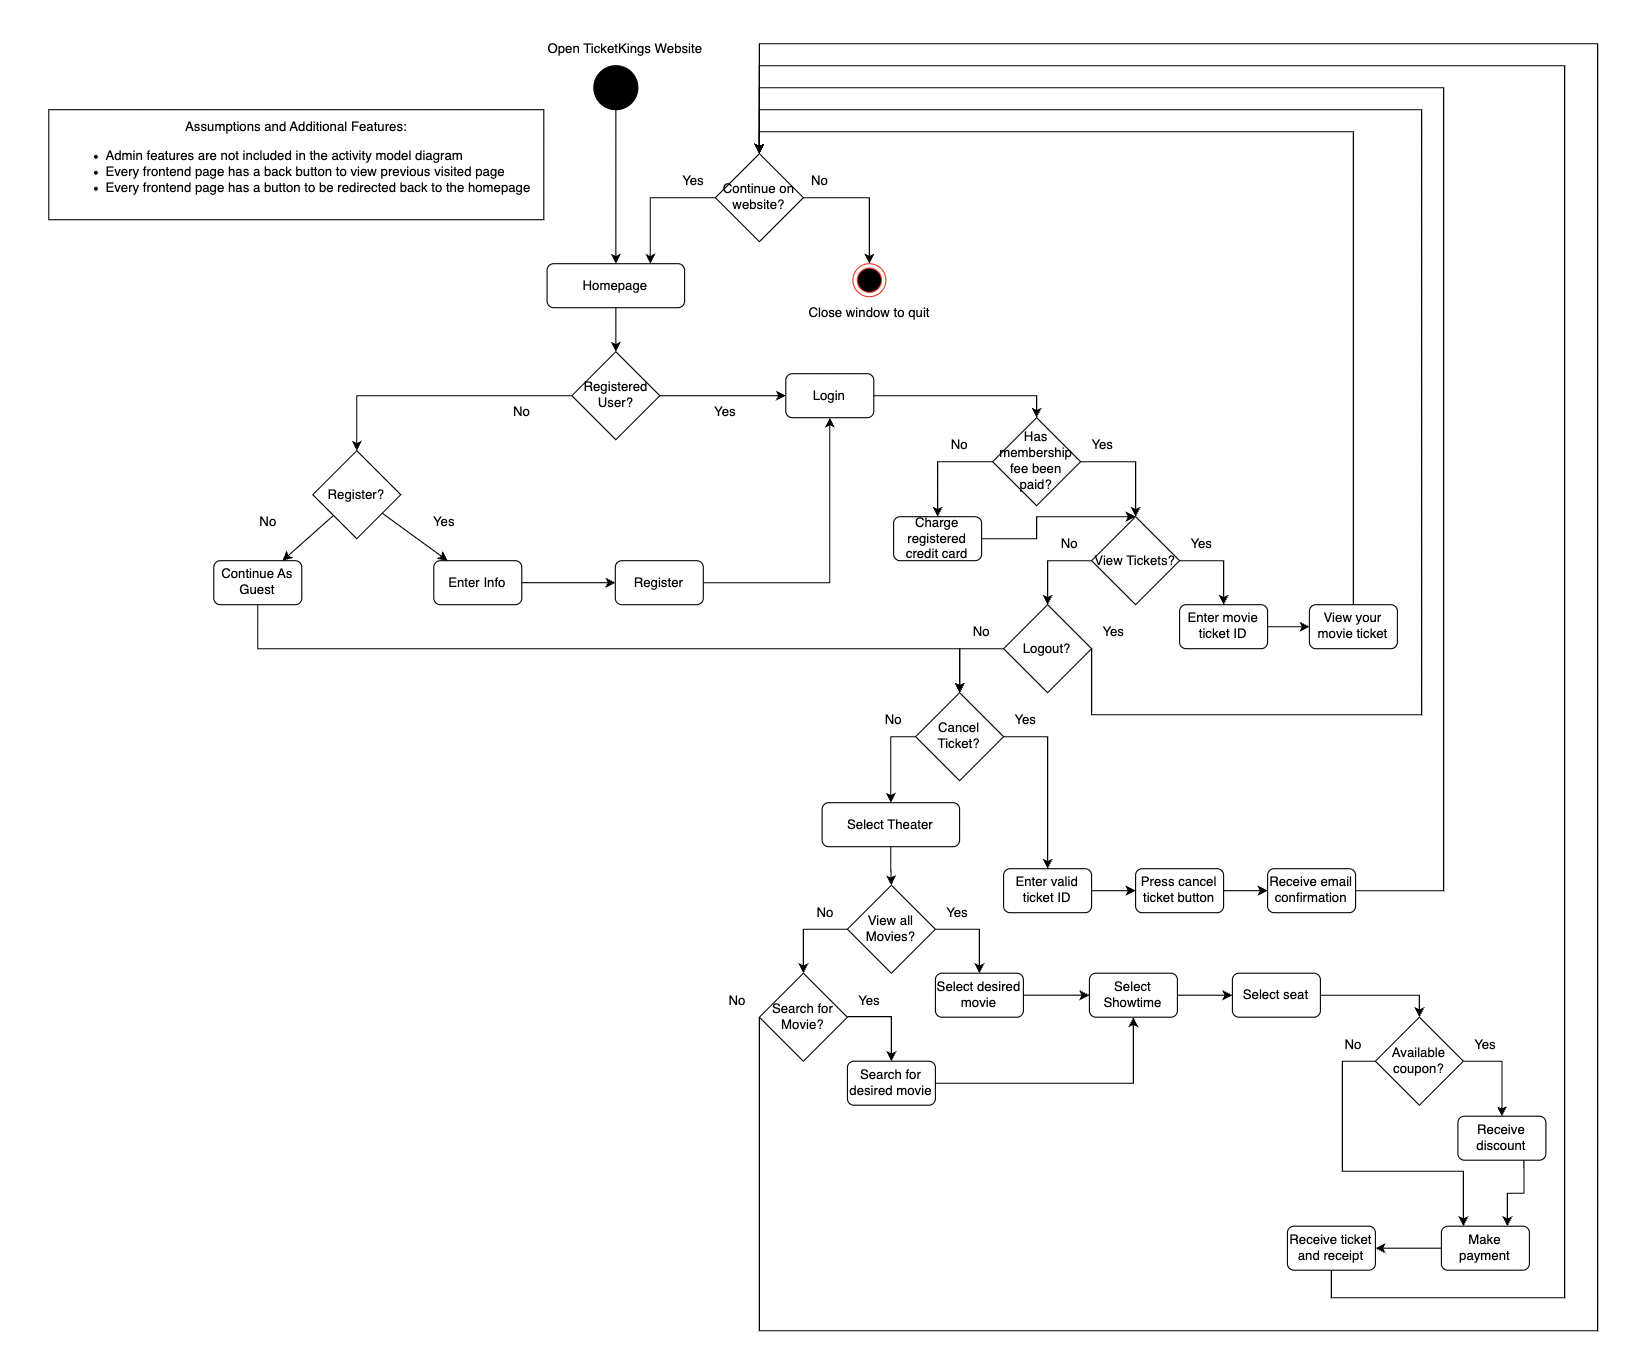 Open TicketKings Website
Assumptions and Additional Features:
• Admin features are not included in the activity model diagram
• Every frontend page has a back button to view previous visited page
• Every frontend page has a button to be redirected back to the homepage
Yes
Continue on
website?
No
Homepage
Close window to quit
Registered
User?
No
Yes
Login
Has
membership
fee been
paid?
No
Yes
Register?
No
Yes
Charge
registered
credit card
No
View Tickets?
Yes
Continue As
Guest
Enter Info
Register
Enter movie
ticket ID
View your
movie ticket
No
Logout?
Yes
No
Cancel
Ticket?
Yes
Select Theater
Enter valid
ticket ID
Press cancel
ticket button
Receive email
confirmation
No
View all
Movies?
Yes
Select desired
movie
Select
Showtime
Select seat
No
Search for
Movie?
Yes
No
Available
coupon?
Yes
Search for
desired movie
Receive
discount
Receive ticket
and receipt
Make
payment